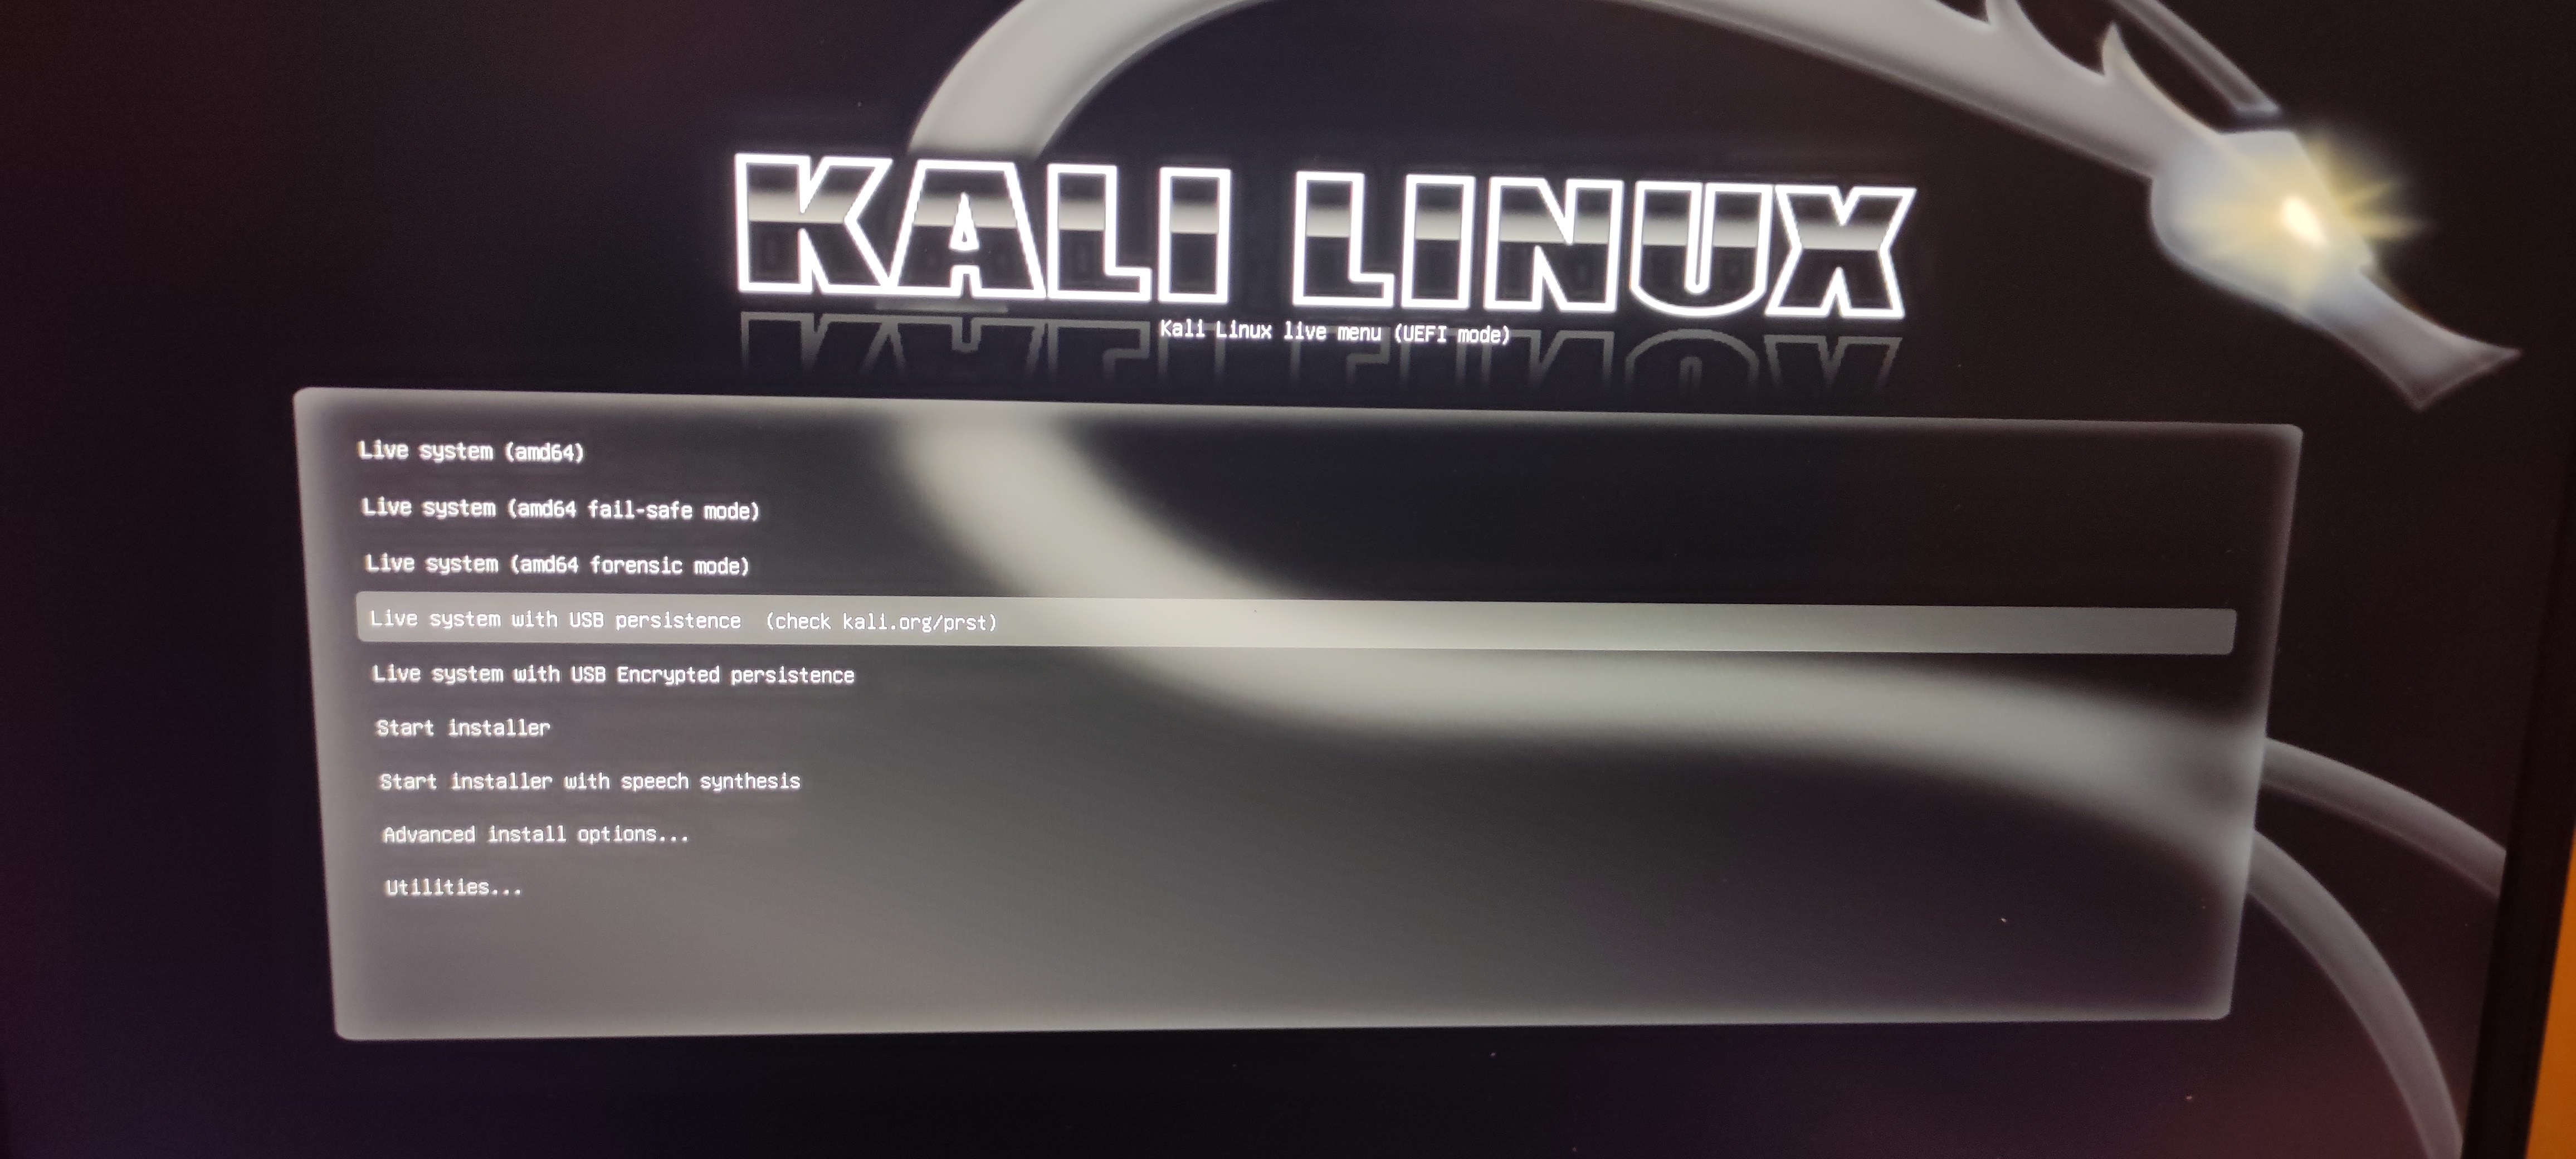 KALI LINUX
Kali Linux live menu (UEFI mode)
Live system (amd64)
Live system (amd64 fail-safe mode)
Live system (amd64 forensic mode)
Live system with USB persistence  (check kali.org/prst)
Live system with USB Encrypted persistence
Start installer
Start installer with speech synthesis
Advanced install options...
Utilities...